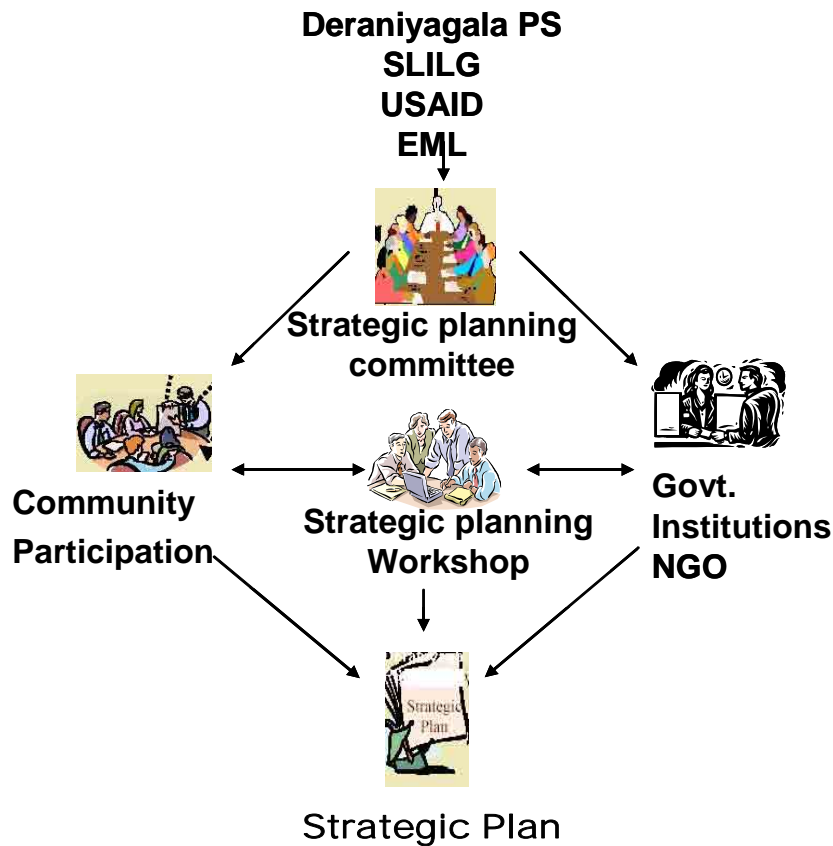 Deraniyagala PS
SLILG
USAID
EML
Strategic planning
committee
Community
Participation
Strategic planning
Workshop
Govt.
Institutions
NGO
Strategic
Plan
Strategic Plan